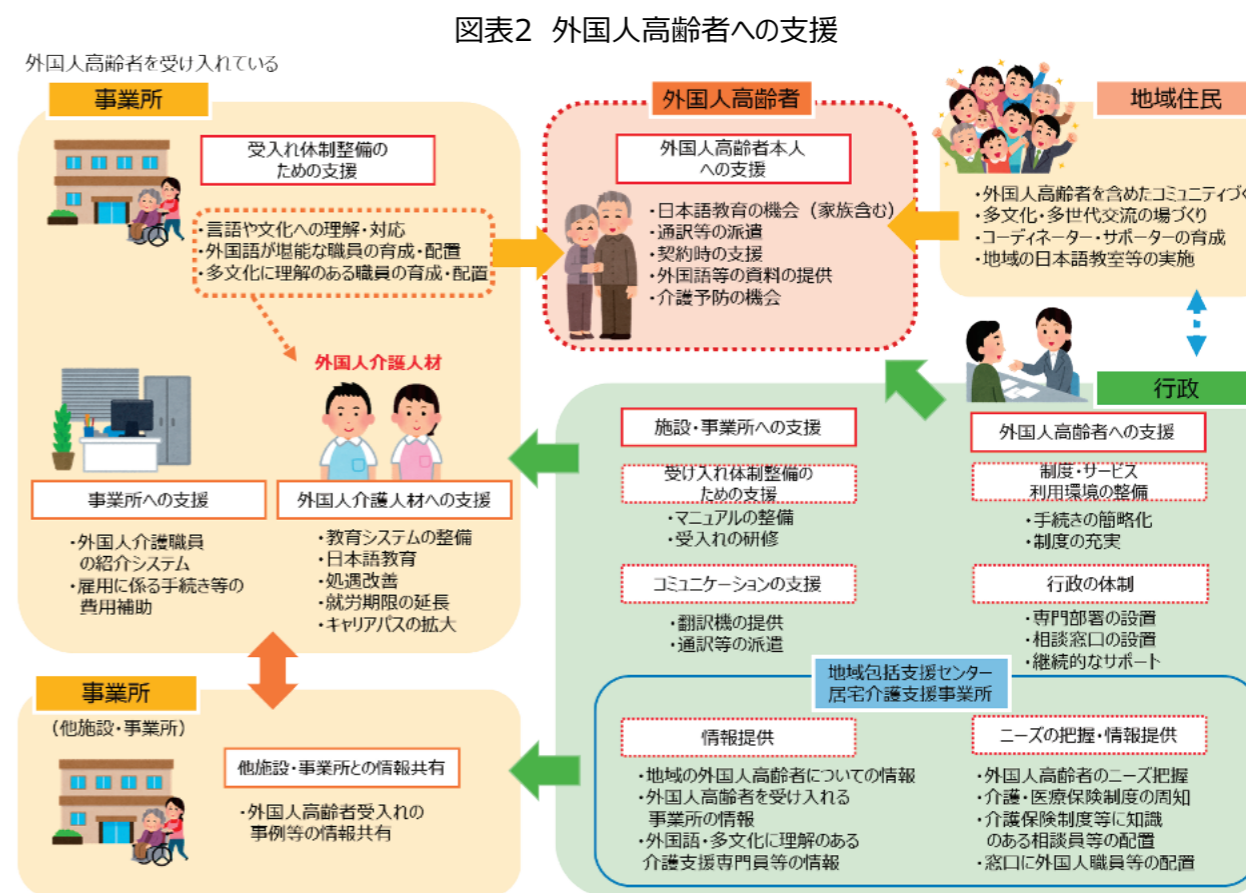 図表2 外国人高齢者への支援
外国人高齢者を受け入れている
事業所
受入れ体制整備の
ための支援
・言語や文化への理解・対応
・外国語が堪能な職員の育成・配置
・多文化に理解のある職員の育成・配置
外国人介護人材
事業所への支援
・外国人介護職員
の紹介システム
・雇用に係る手続き等の
費用補助
外国人介護人材への支援
・教育システムの整備
・日本語教育
・処遇改善
・就労期限の延長
・キャリアパスの拡大
事業所
(他施設・事業所)
他施設・事業所との情報共有
・外国人高齢者受入れの
事例等の情報共有
外国人高齢者
外国人高齢者本人
への支援
・日本語教育の機会（家族含む）
・通訳等の派遣
・契約時の支援
・外国語等の資料の提供
・介護予防の機会
地域住民
・外国人高齢者を含めたコミュニティづく
・多文化・多世代交流の場づくり
・コーディネーター・サポーターの育成
・地域の日本語教室等の実施
行政
施設・事業所への支援
受け入れ体制整備の
ための支援
・マニュアルの整備
・受入れの研修
コミュニケーションの支援
・翻訳機の提供
・通訳等の派遣
外国人高齢者への支援
制度・サービス
利用環境の整備
・手続きの簡略化
・制度の充実
行政の体制
・専門部署の設置
・相談窓口の設置
・継続的なサポート
地域包括支援センター
居宅介護支援事業所
情報提供
・地域の外国人高齢者についての情報
・外国人高齢者を受け入れる
事業所の情報
・外国語・多文化に理解のある
介護支援専門員等の情報
ニーズの把握・情報提供
・外国人高齢者のニーズ把握
・介護・医療保険制度の周知
・介護保険制度等に知識
のある相談員等の配置
・窓口に外国人職員等の配置